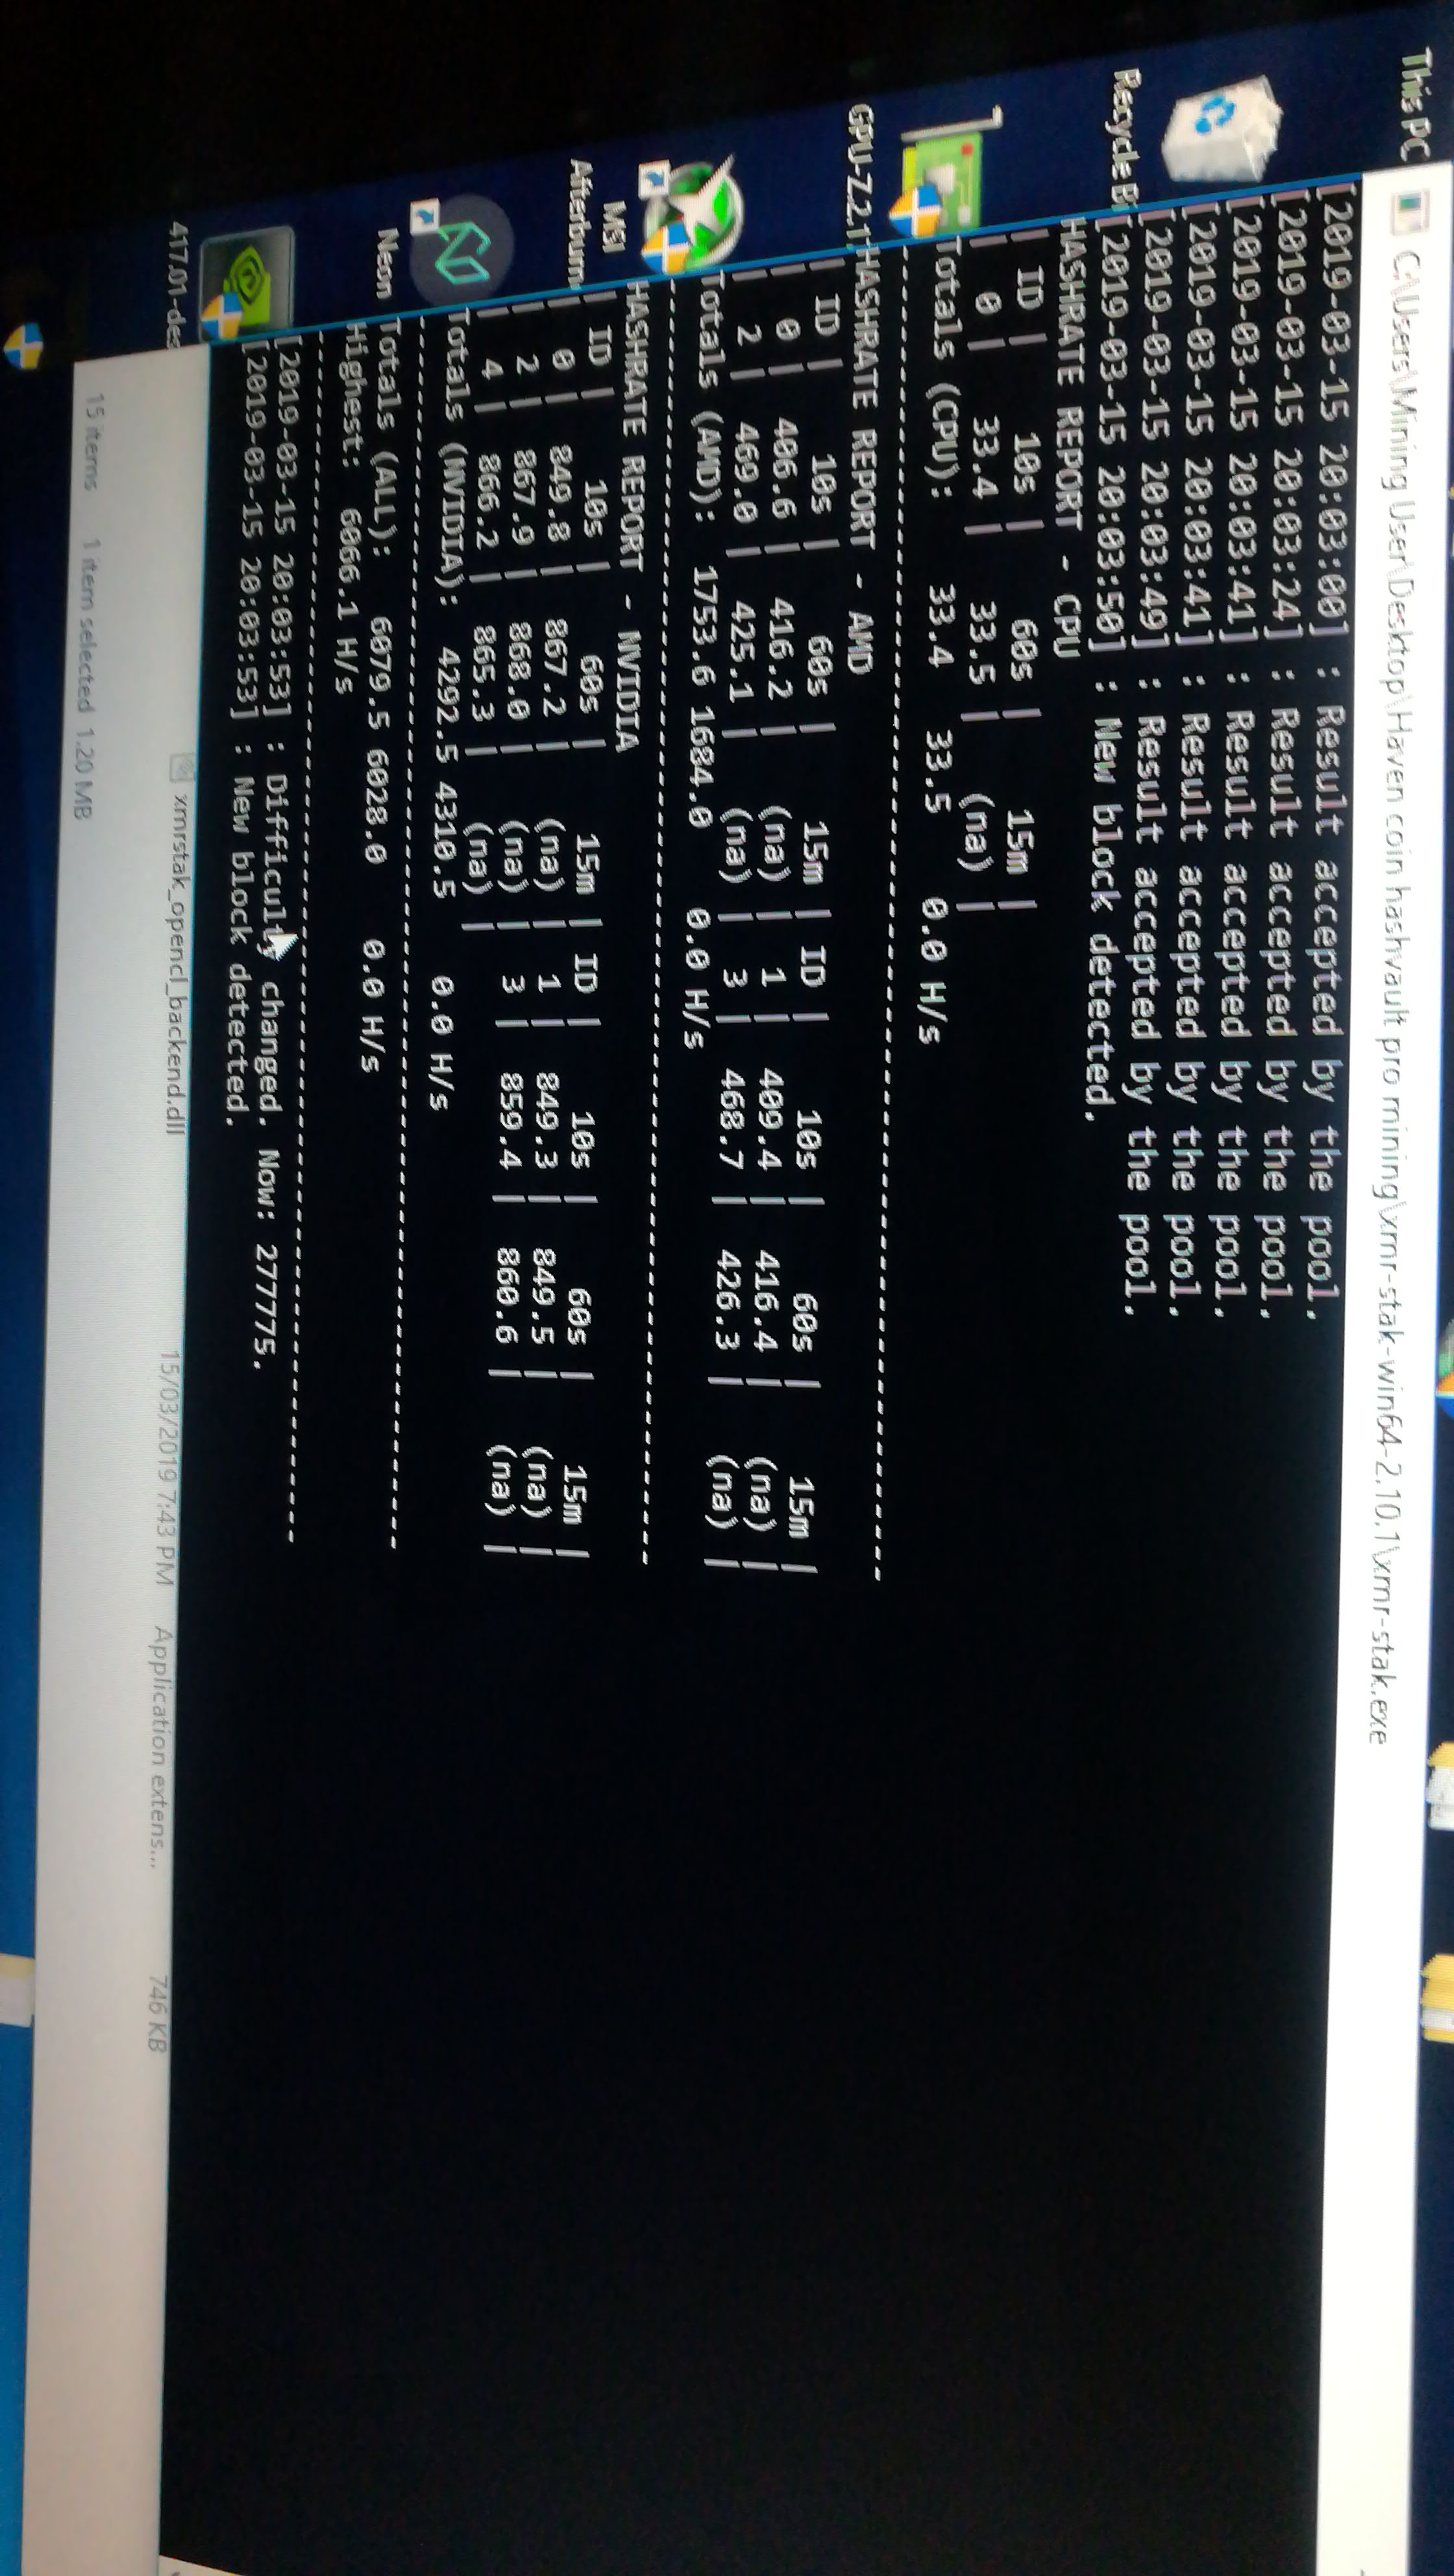 This PC
Recycle Bi
GPU-Z.2.1
MSI
Afterburn
Neon
417.01-des
C:\Users\Mining User\Desktop\Haven coin hashvault pro mining\xmr-stak-win64-2.10.1\xmr-stak.exe
[2019-03-15 20:03:00] : Result accepted by the pool.
[2019-03-15 20:03:24] : Result accepted by the pool.
[2019-03-15 20:03:41] : Result accepted by the pool.
[2019-03-15 20:03:41] : Result accepted by the pool.
[2019-03-15 20:03:49] : Result accepted by the pool.
[2019-03-15 20:03:50] : New block detected.
HASHRATE REPORT - CPU
| ID | 10s | 60s | 15m |
| 0 | 33.4 | 33.5 | (na) |
Totals (CPU): 33.4 33.5 0.0 H/s
-----------------------------------------------------------------
HASHRATE REPORT - AMD
| ID | 10s | 60s | 15m | ID | 10s | 60s | 15m |
| 0 | 406.6 | 416.2 | (na) | 1 | 409.4 | 416.4 | (na) |
| 2 | 469.0 | 425.1 | (na) | 3 | 468.7 | 426.3 | (na) |
Totals (AMD): 1753.6 1684.0 0.0 H/s
-----------------------------------------------------------------
HASHRATE REPORT - NVIDIA
| ID | 10s | 60s | 15m | ID | 10s | 60s | 15m |
| 0 | 849.8 | 867.2 | (na) | 1 | 849.3 | 849.5 | (na) |
| 2 | 867.9 | 868.0 | (na) | 3 | 859.4 | 860.6 | (na) |
| 4 | 866.2 | 865.3 | (na) |
Totals (NVIDIA): 4292.5 4310.5 0.0 H/s
-----------------------------------------------------------------
Totals (ALL): 6079.5 6028.0 0.0 H/s
Highest: 6066.1 H/s
-----------------------------------------------------------------
[2019-03-15 20:03:53] : Difficulty changed. Now: 277775.
[2019-03-15 20:03:53] : New block detected.
xmrstak_opencl_backend.dll 15/03/2019 7:43 PM Application extens... 746 KB
15 items 1 item selected 1.20 MB